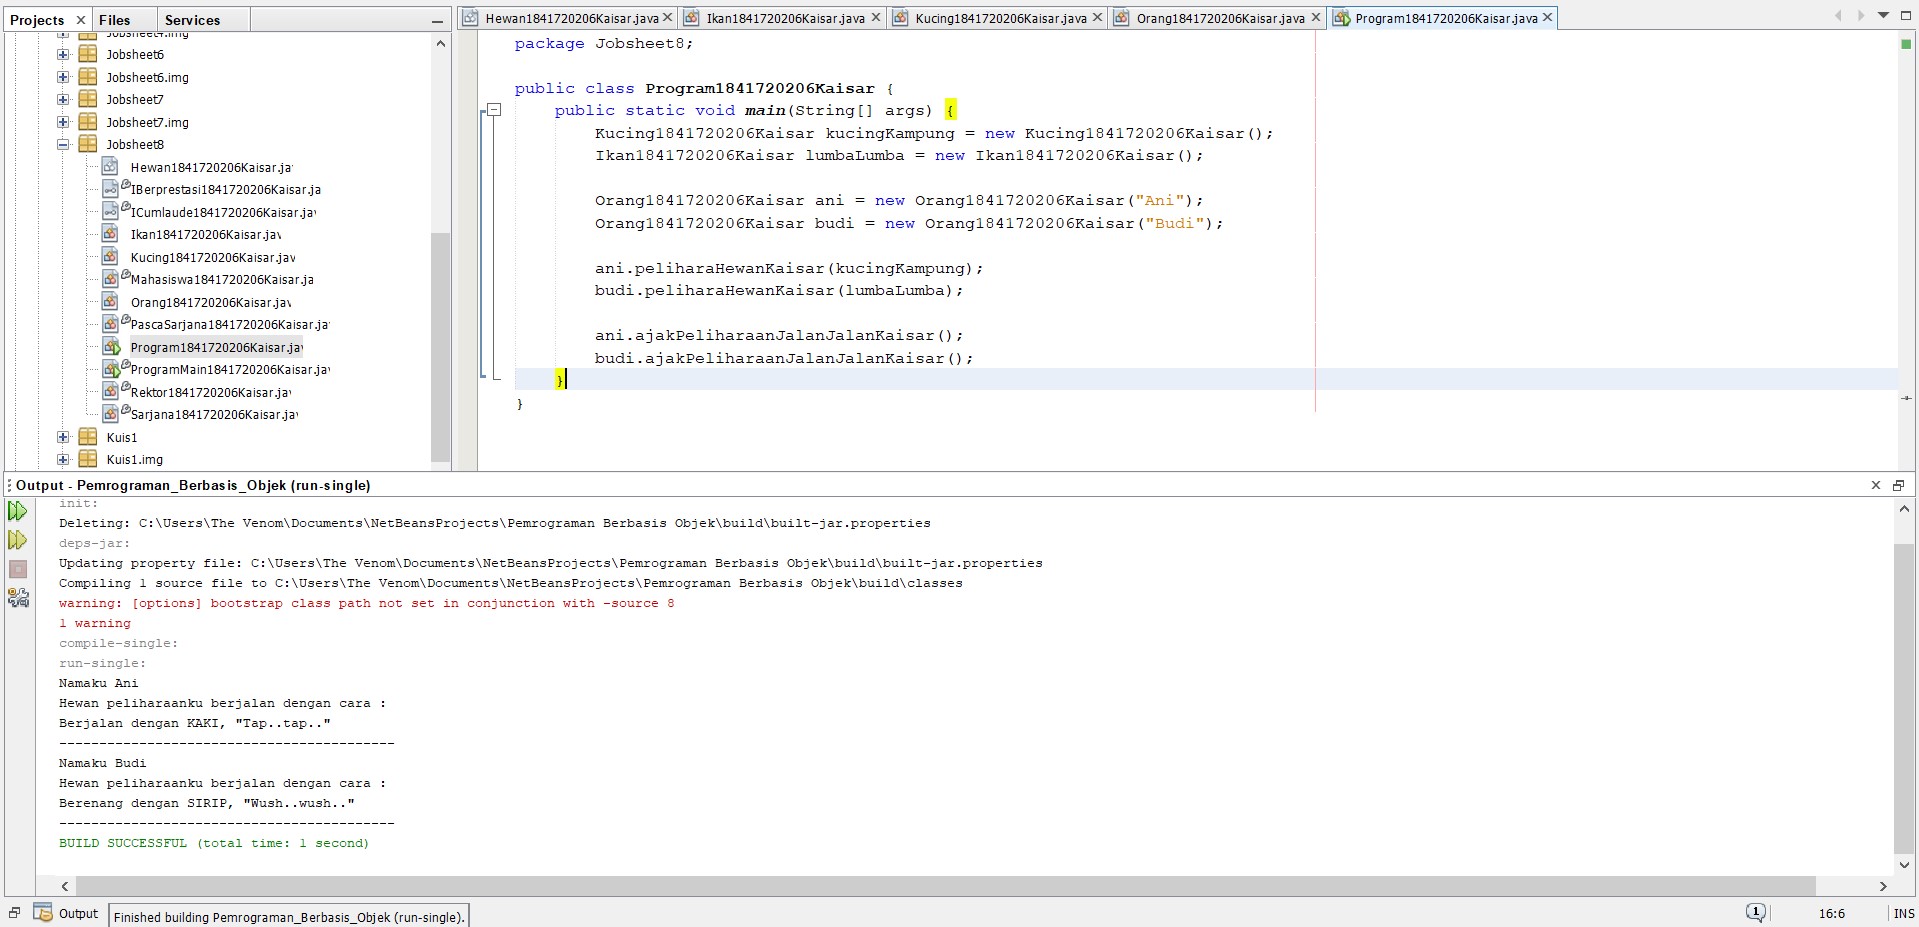 Projects
Files
Services
Jobsheet4.img
Jobsheet6
Jobsheet6.img
Jobsheet7
Jobsheet7.img
Jobsheet8
Hewan1841720206Kaisar.ja
IBerprestasi1841720206Kaisar.ja
ICumlaude1841720206Kaisar.jav
Ikan1841720206Kaisar.jav
Kucing1841720206Kaisar.jav
Mahasiswa1841720206Kaisar.ja
Orang1841720206Kaisar.jav
PascaSarjana1841720206Kaisar.ja
Program1841720206Kaisar.jav
ProgramMain1841720206Kaisar.jav
Rektor1841720206Kaisar.jav
Sarjana1841720206Kaisar.jav
Kuis1
Kuis1.img
Hewan1841720206Kaisar.java
Ikan1841720206Kaisar.java
Kucing1841720206Kaisar.java
Orang1841720206Kaisar.java
Program1841720206Kaisar.java
package Jobsheet8;
public class Program1841720206Kaisar {
public static void main(String[] args) {
Kucing1841720206Kaisar kucingKampung = new Kucing1841720206Kaisar();
Ikan1841720206Kaisar lumbaLumba = new Ikan1841720206Kaisar();
Orang1841720206Kaisar ani = new Orang1841720206Kaisar("Ani");
Orang1841720206Kaisar budi = new Orang1841720206Kaisar("Budi");
ani.peliharaHewanKaisar(kucingKampung);
budi.peliharaHewanKaisar(lumbaLumba);
ani.ajakPeliharaanJalanJalanKaisar();
budi.ajakPeliharaanJalanJalanKaisar();
}
}
Output - Pemrograman_Berbasis_Objek (run-single)
init:
Deleting: C:\Users\The Venom\Documents\NetBeansProjects\Pemrograman Berbasis Objek\build\built-jar.properties
deps-jar:
Updating property file: C:\Users\The Venom\Documents\NetBeansProjects\Pemrograman Berbasis Objek\build\built-jar.properties
Compiling 1 source file to C:\Users\The Venom\Documents\NetBeansProjects\Pemrograman Berbasis Objek\build\classes
warning: [options] bootstrap class path not set in conjunction with -source 8
1 warning
compile-single:
run-single:
Namaku Ani
Hewan peliharaanku berjalan dengan cara :
Berjalan dengan KAKI, "Tap..tap.."
------------------------------------------
Namaku Budi
Hewan peliharaanku berjalan dengan cara :
Berenang dengan SIRIP, "Wush..wush.."
------------------------------------------
BUILD SUCCESSFUL (total time: 1 second)
Output
Finished building Pemrograman_Berbasis_Objek (run-single).
1
16:6
INS